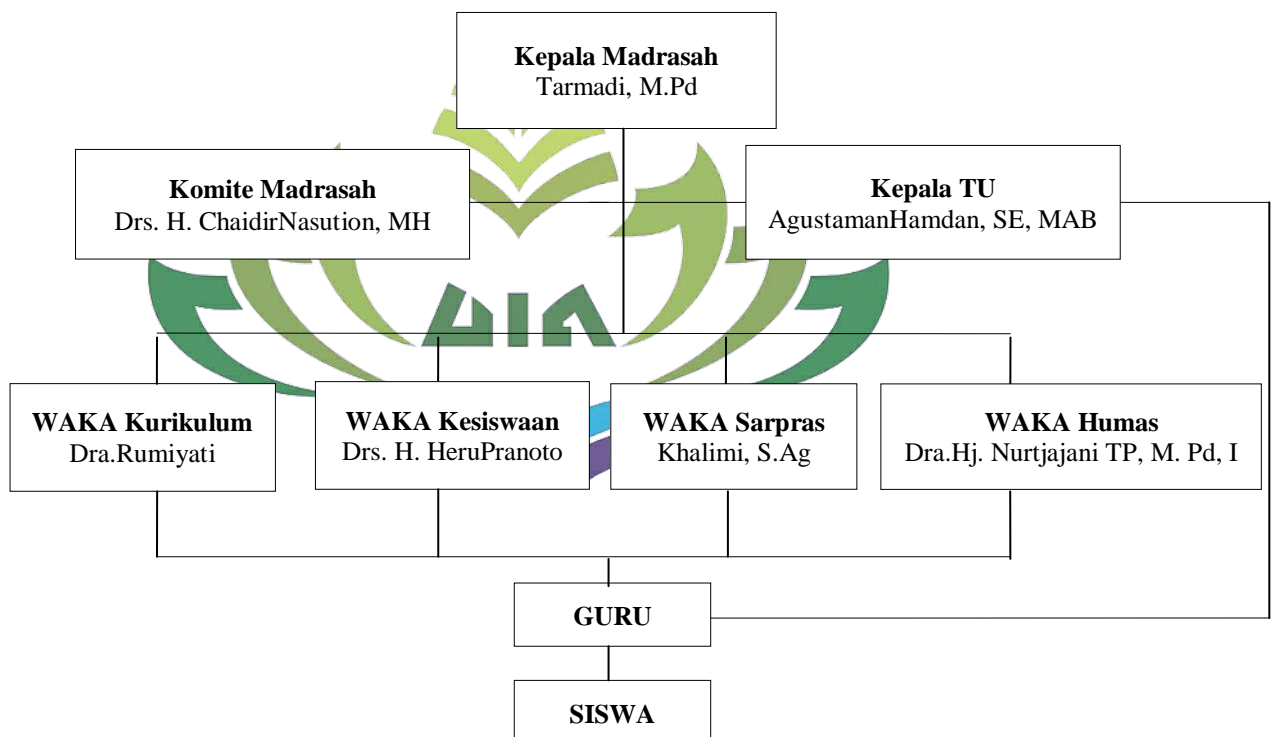 Kepala Madrasah
Tarmadi, M.Pd
Komite Madrasah
Drs. H. ChaidirNasution, MH
Kepala TU
AgustamanHamdan, SE, MAB
UIN
WAKA Kurikulum
Dra.Rumiyati
WAKA Kesiswaan
Drs. H. HeruPranoto
WAKA Sarpras
Khalimi, S.Ag
WAKA Humas
Dra.Hj. Nurtjajani TP, M. Pd, I
GURU
SISWA